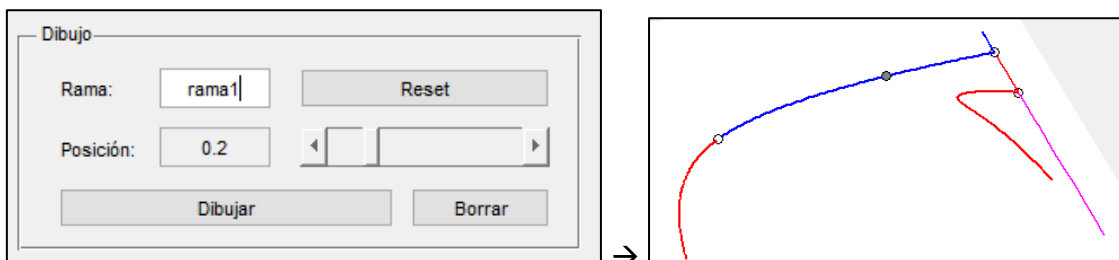 Dibujo
Rama: rama1 Reset
Posición: 0.2
Dibujar Borrar
→